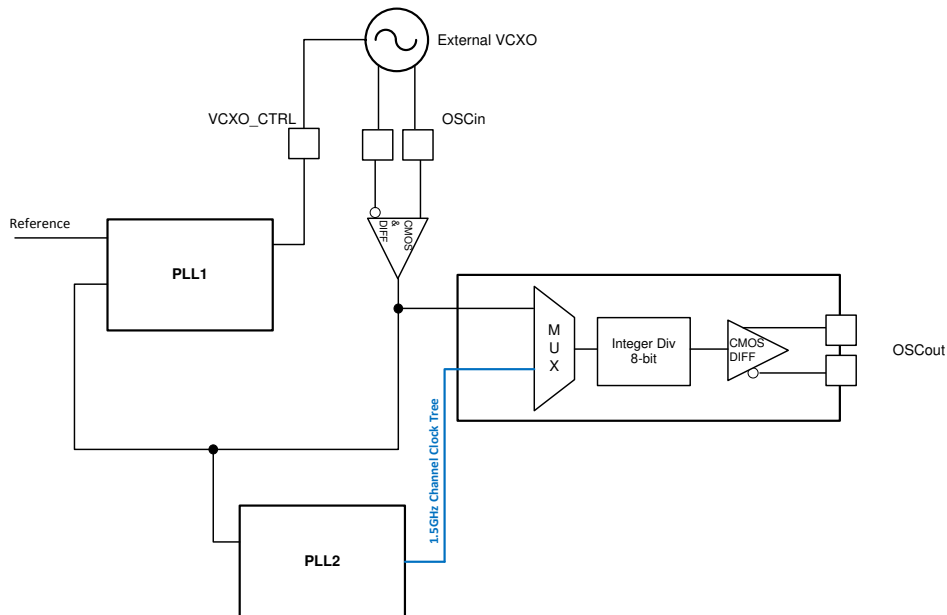 External VCXO
VCXO_CTRL
OSCin
CMOS
&
DIFF
Reference
PLL1
M
U
X
Integer Div
8-bit
CMOS
DIFF
OSCout
1.5GHz Channel Clock Tree
PLL2